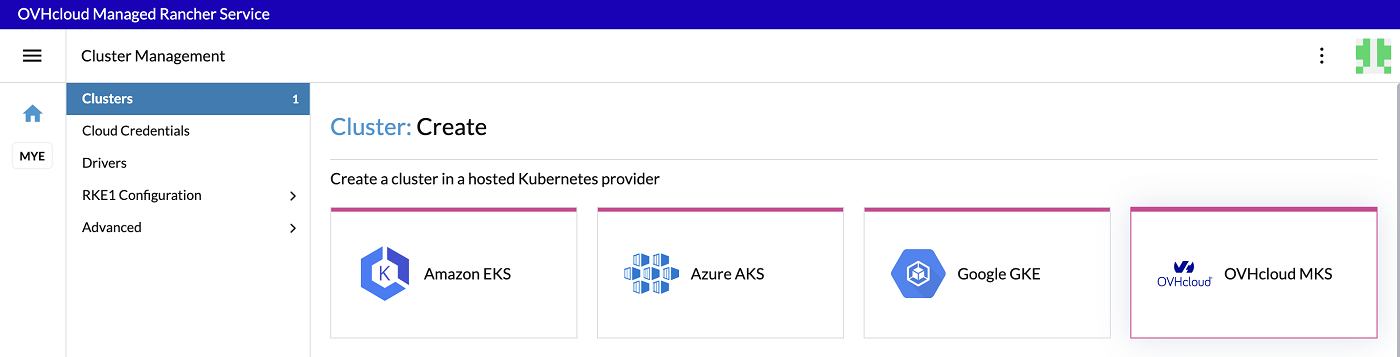 OVHcloud Managed Rancher Service
Cluster Management
Clusters 1
Cloud Credentials
MYE
Drivers
RKE1 Configuration
Advanced
Cluster: Create
Create a cluster in a hosted Kubernetes provider
K Amazon EKS
Azure AKS
Google GKE
OVHcloud OVHcloud MKS